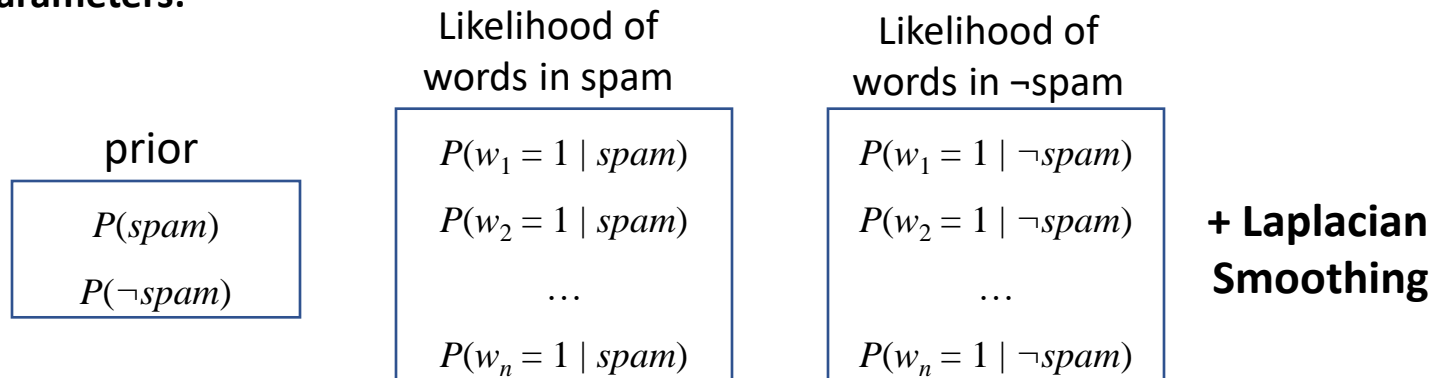 prior
P(spam)
P(¬spam)
Likelihood of
words in spam
P(w₁ = 1 | spam)
P(w₂ = 1 | spam)
…
P(wₙ = 1 | spam)
Likelihood of
words in ¬spam
P(w₁ = 1 | ¬spam)
P(w₂ = 1 | ¬spam)
…
P(wₙ = 1 | ¬spam)
+ Laplacian
Smoothing